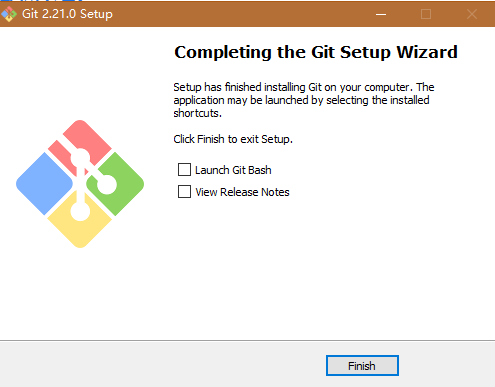 Git 2.21.0 Setup
Completing the Git Setup Wizard
Setup has finished installing Git on your computer. The
application may be launched by selecting the installed
shortcuts.
Click Finish to exit Setup.
Launch Git Bash
View Release Notes
Finish